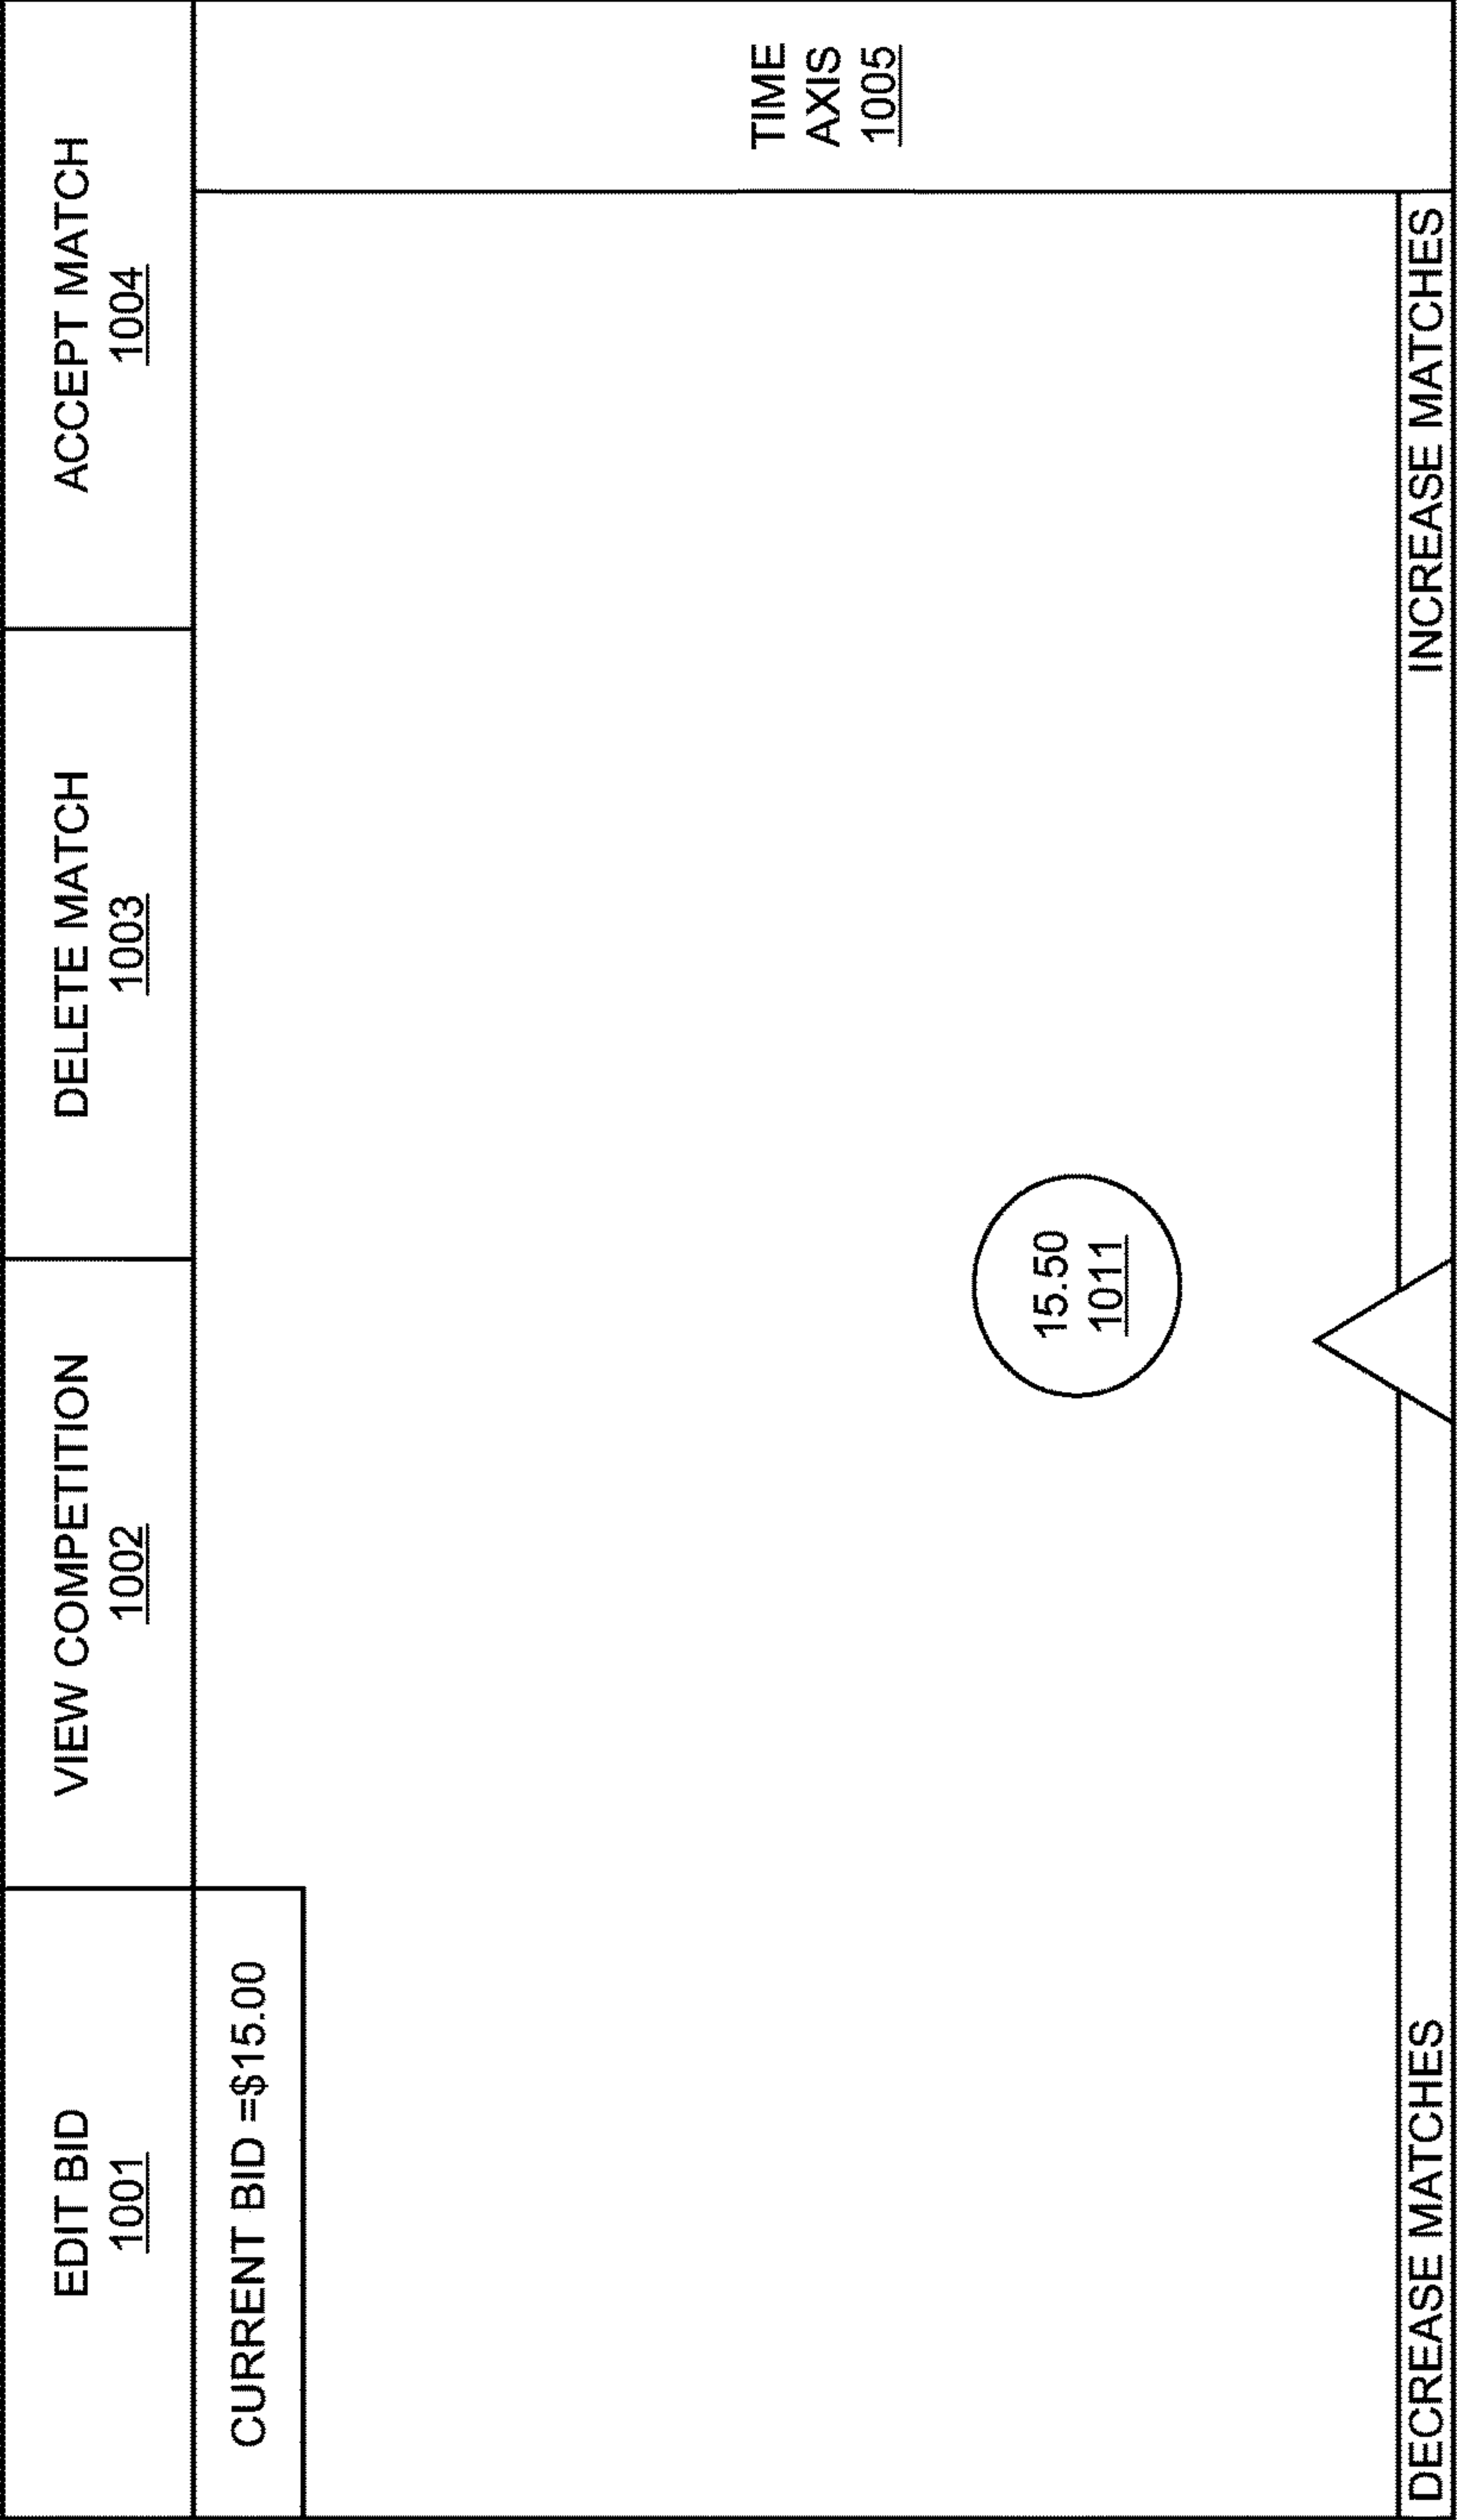 EDIT BID
1001
VIEW COMPETITION
1002
DELETE MATCH
1003
ACCEPT MATCH
1004
CURRENT BID =$15.00
TIME
AXIS
1005
15.50
1011
DECREASE MATCHES
INCREASE MATCHES